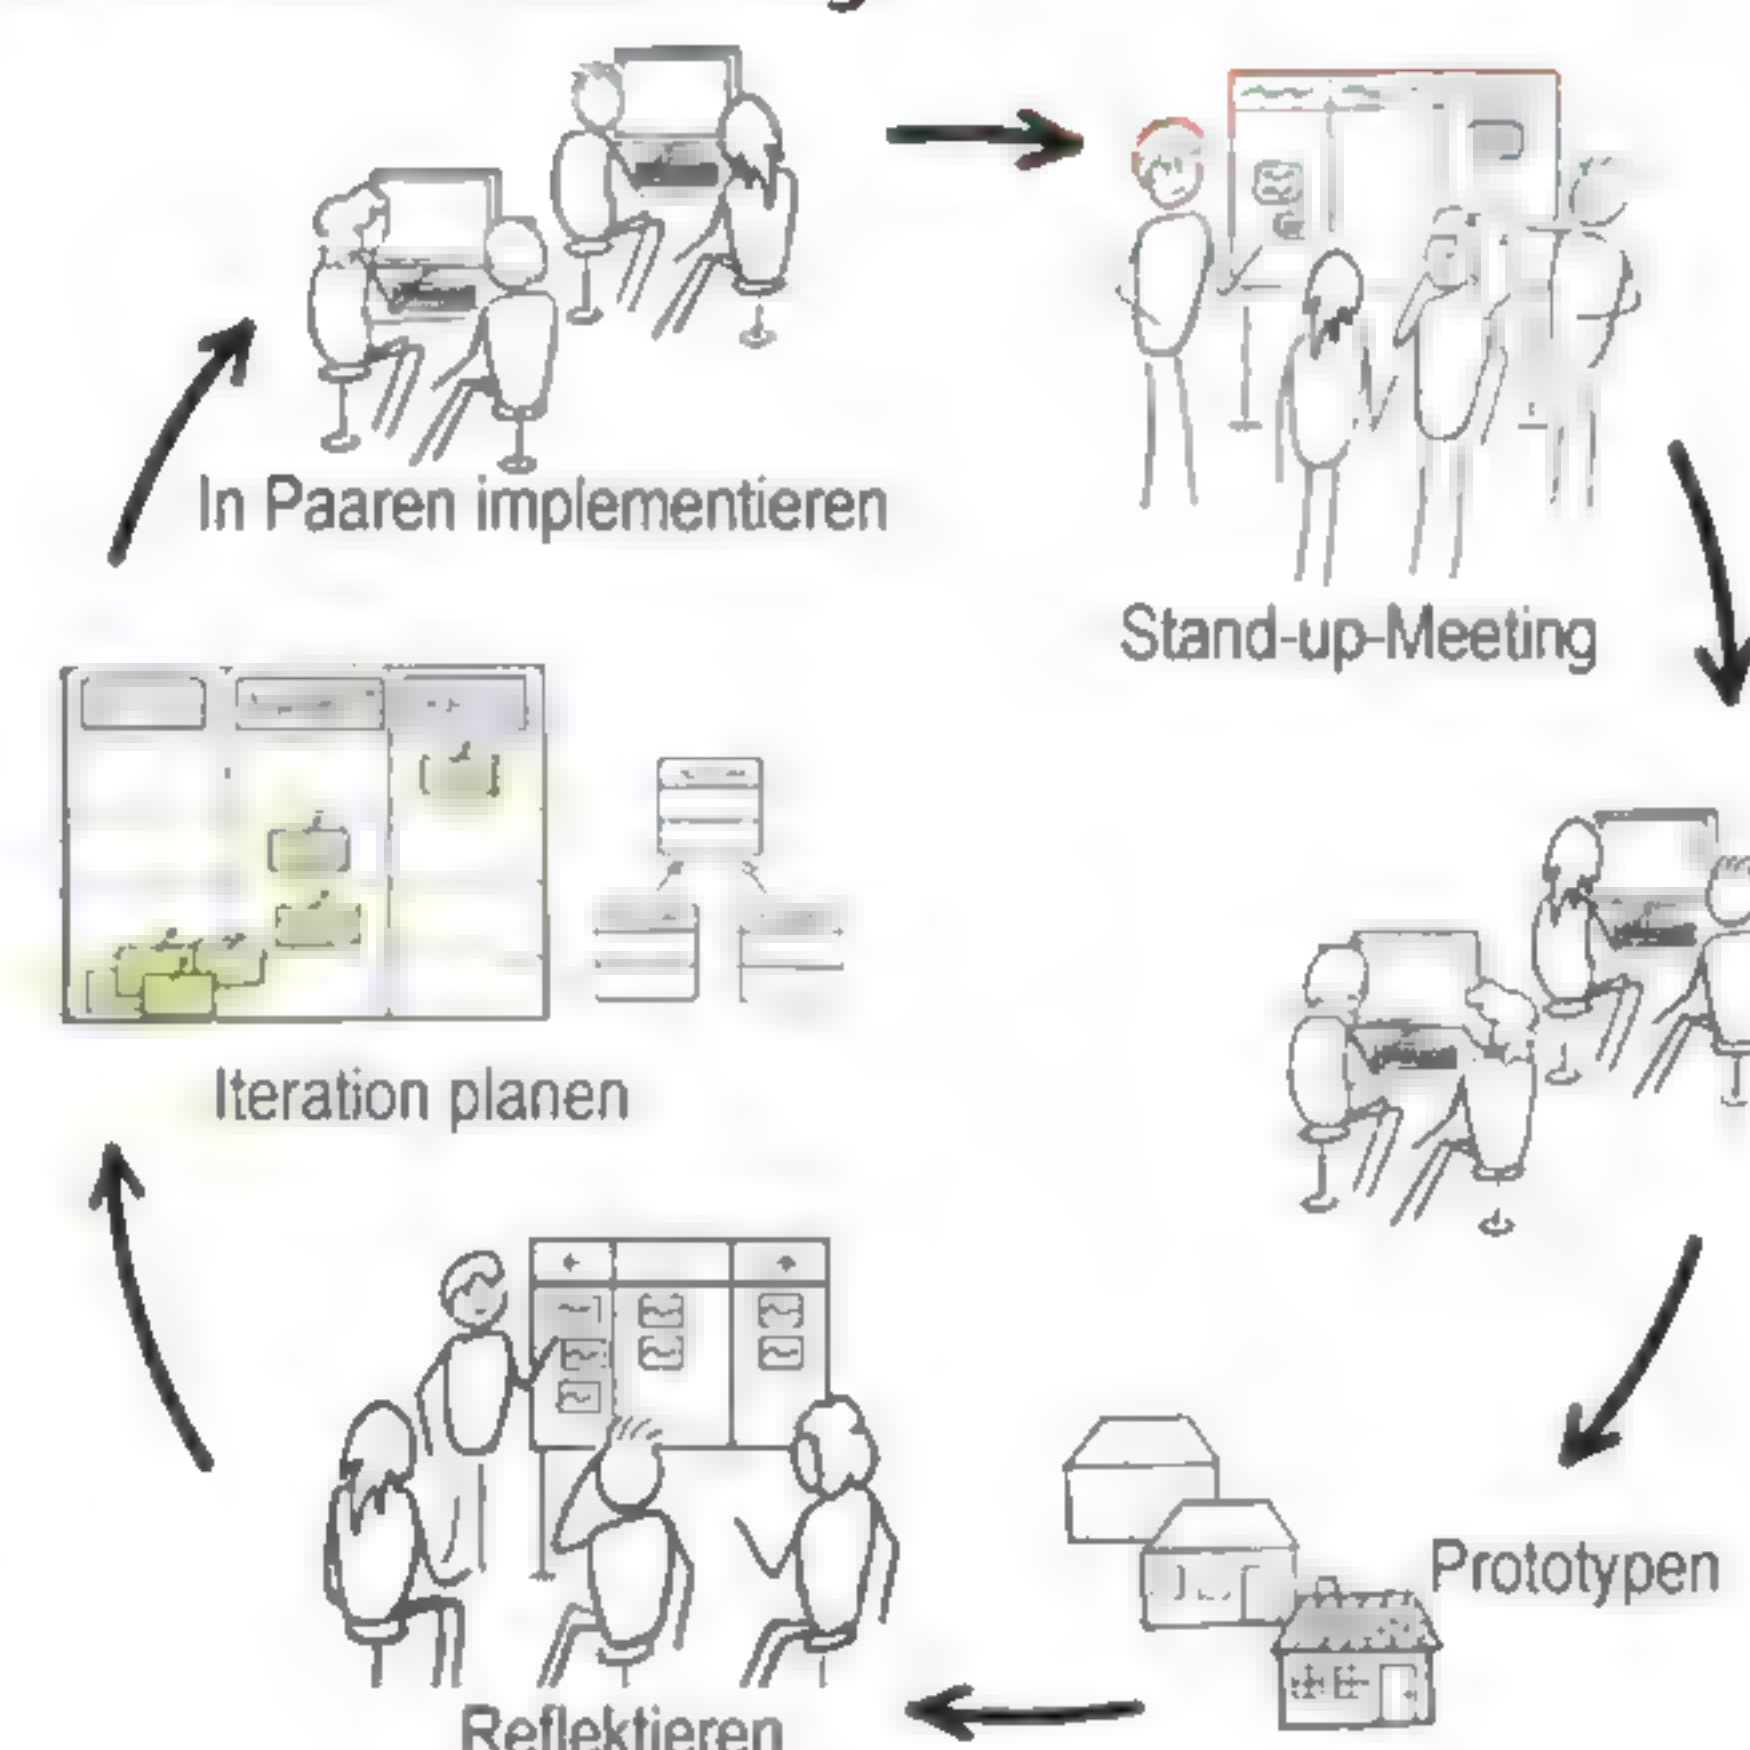 In Paaren implementieren
Stand-up-Meeting
Iteration planen
Prototypen
Reflektieren